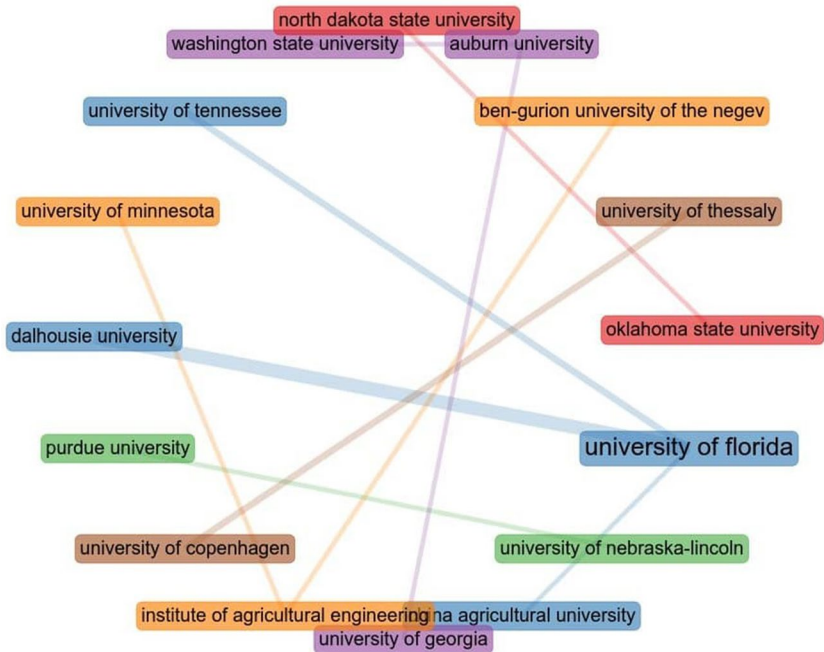 north dakota state university
washington state university
auburn university
university of tennessee
ben-gurion university of the negev
university of minnesota
university of thessaly
oklahoma state university
dalhousie university
university of florida
purdue university
university of copenhagen
university of nebraska-lincoln
institute of agricultural engineering
agricultural university
university of georgia